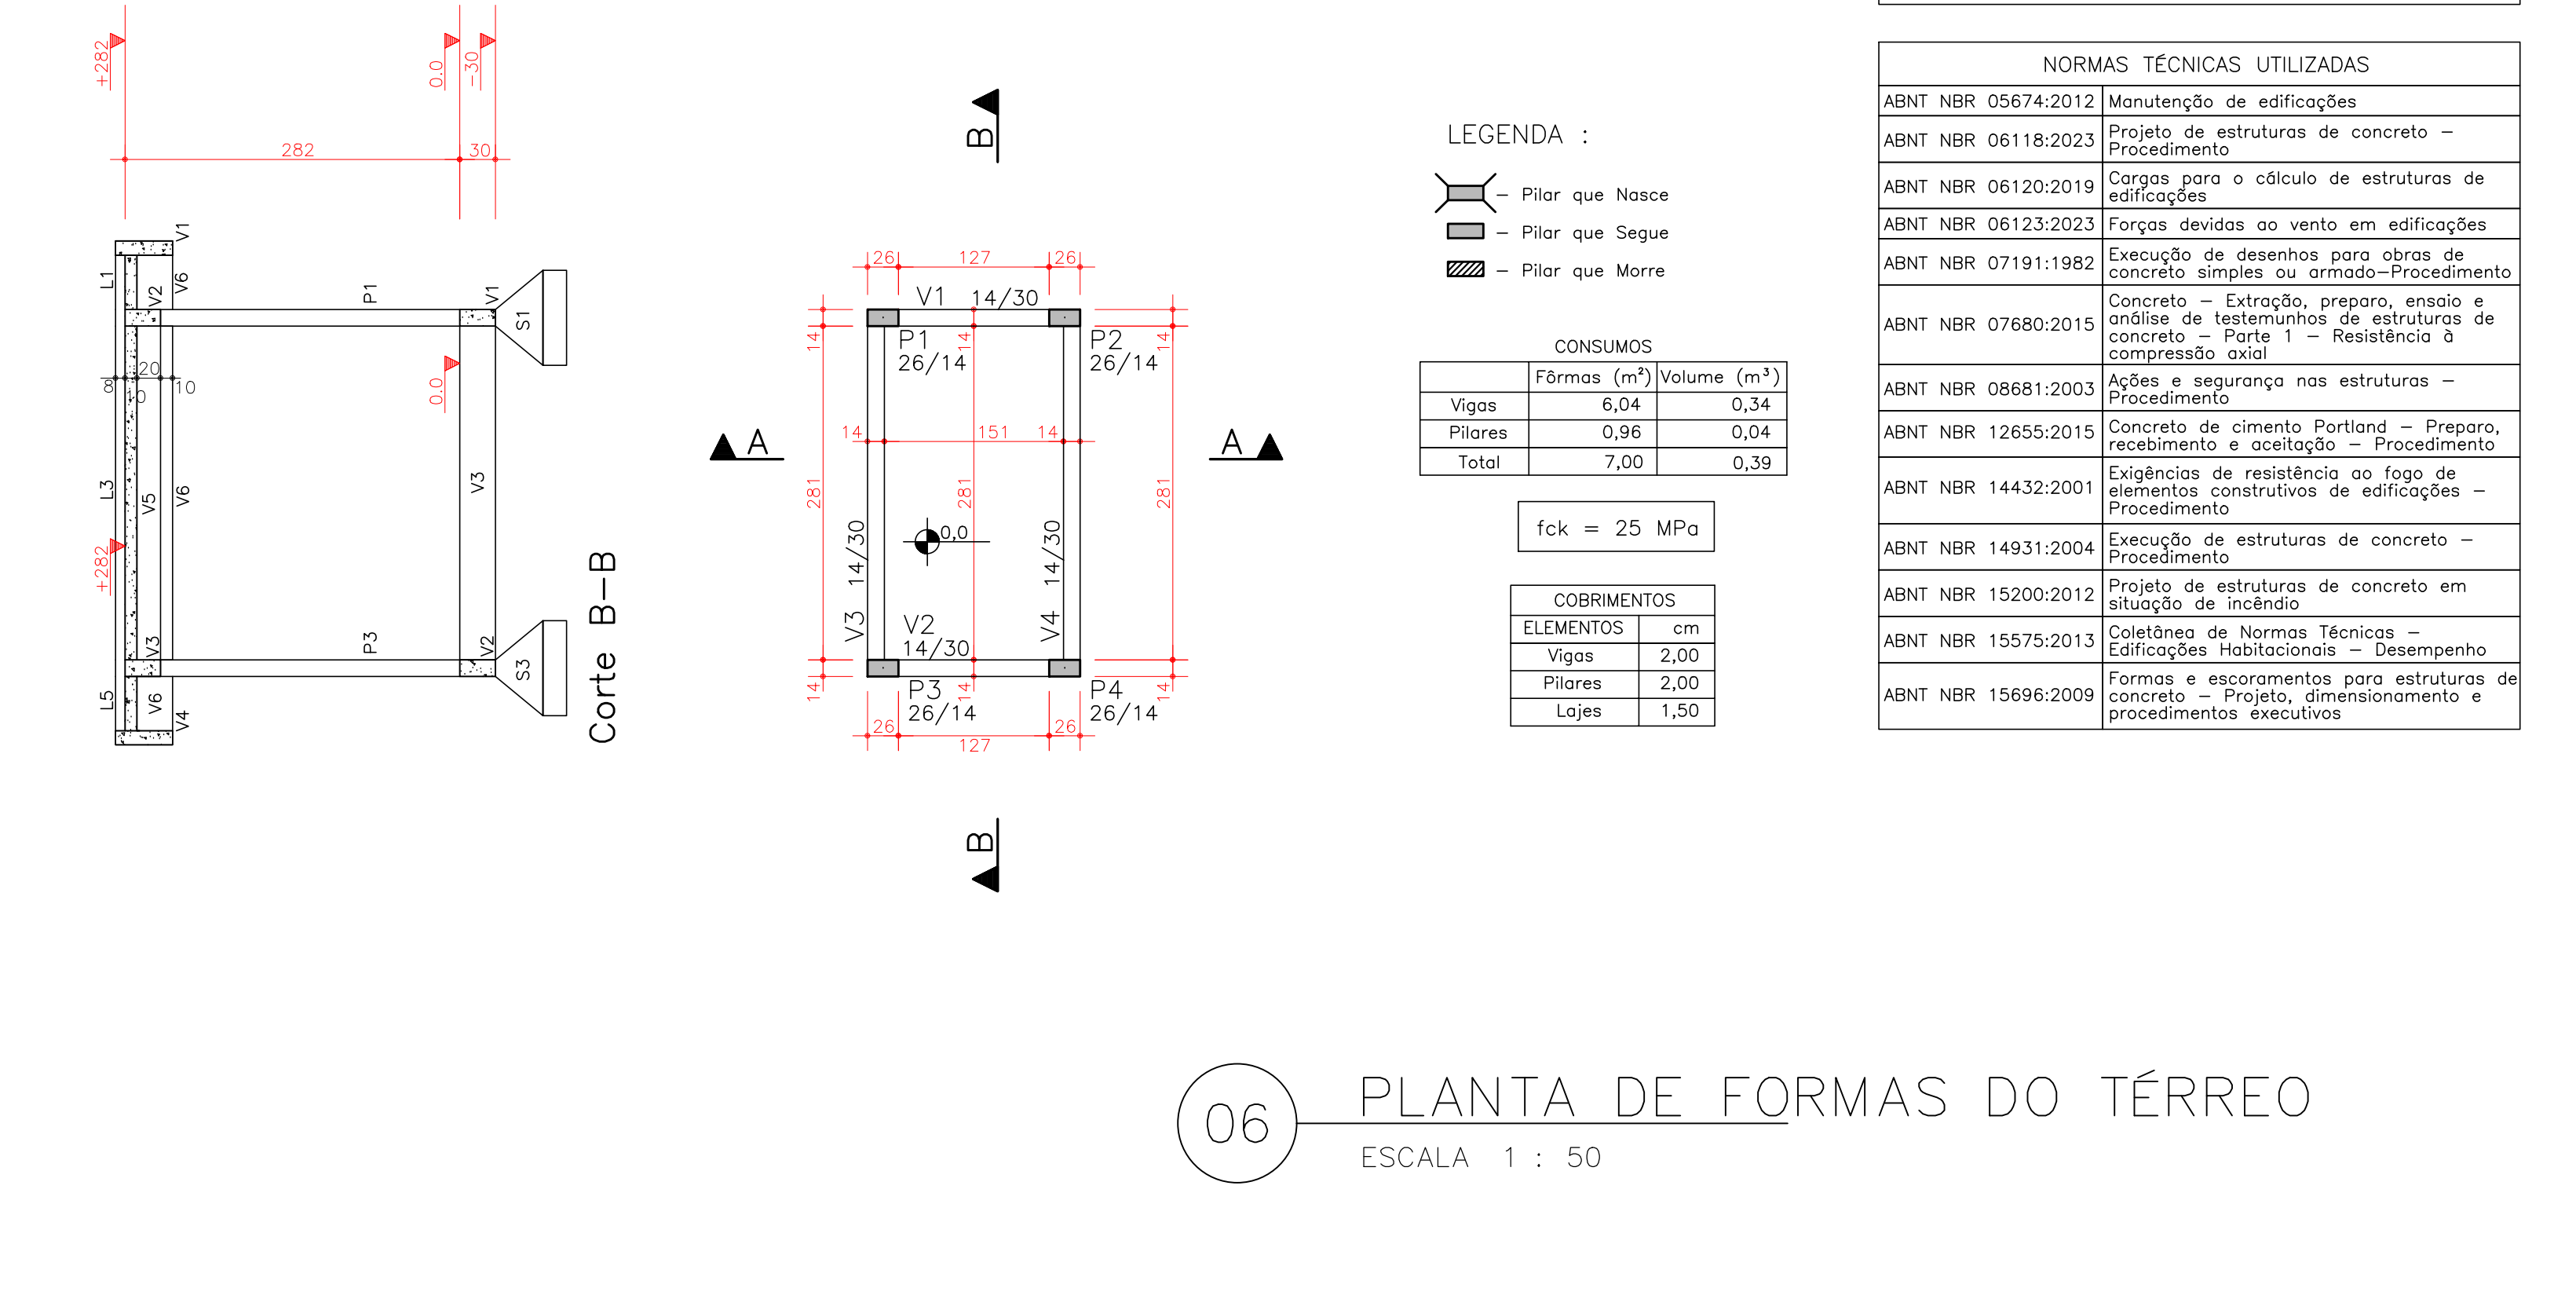 +282
0.0
-30
282
30
V1
L1
V6
V2
P1
V1
S1
8
10
20
10
0.0
L3
V5
V6
V3
+282
V3
P3
V2
S3
L5
V6
V4
Corte B-B
B
26
127
26
V1 14/30
14
14
14
P1
26/14
P2
26/14
A
A
14
151
14
281
281
281
0,0
V3 14/30
V4 14/30
V2
14/30
14
14
14
P3
26/14
P4
26/14
26
127
26
B
LEGENDA :
- Pilar que Nasce
- Pilar que Segue
- Pilar que Morre
CONSUMOS
Fôrmas (m²) Volume (m³)
Vigas 6,04 0,34
Pilares 0,96 0,04
Total 7,00 0,39
fck = 25 MPa
COBRIMENTOS
ELEMENTOS cm
Vigas 2,00
Pilares 2,00
Lajes 1,50
NORMAS TÉCNICAS UTILIZADAS
ABNT NBR 05674:2012 Manutenção de edificações
ABNT NBR 06118:2023 Projeto de estruturas de concreto -
Procedimento
ABNT NBR 06120:2019 Cargas para o cálculo de estruturas de
edificações
ABNT NBR 06123:2023 Forças devidas ao vento em edificações
ABNT NBR 07191:1982 Execução de desenhos para obras de
concreto simples ou armado-Procedimento
ABNT NBR 07680:2015 Concreto - Extração, preparo, ensaio e
análise de testemunhos de estruturas de
concreto - Parte 1 - Resistência à
compressão axial
ABNT NBR 08681:2003 Ações e segurança nas estruturas -
Procedimento
ABNT NBR 12655:2015 Concreto de cimento Portland - Preparo,
recebimento e aceitação - Procedimento
ABNT NBR 14432:2001 Exigências de resistência ao fogo de
elementos construtivos de edificações -
Procedimento
ABNT NBR 14931:2004 Execução de estruturas de concreto -
Procedimento
ABNT NBR 15200:2012 Projeto de estruturas de concreto em
situação de incêndio
ABNT NBR 15575:2013 Coletânea de Normas Técnicas -
Edificações Habitacionais - Desempenho
ABNT NBR 15696:2009 Formas e escoramentos para estruturas de
concreto - Projeto, dimensionamento e
procedimentos executivos
06
PLANTA DE FORMAS DO TÉRREO
ESCALA 1 : 50